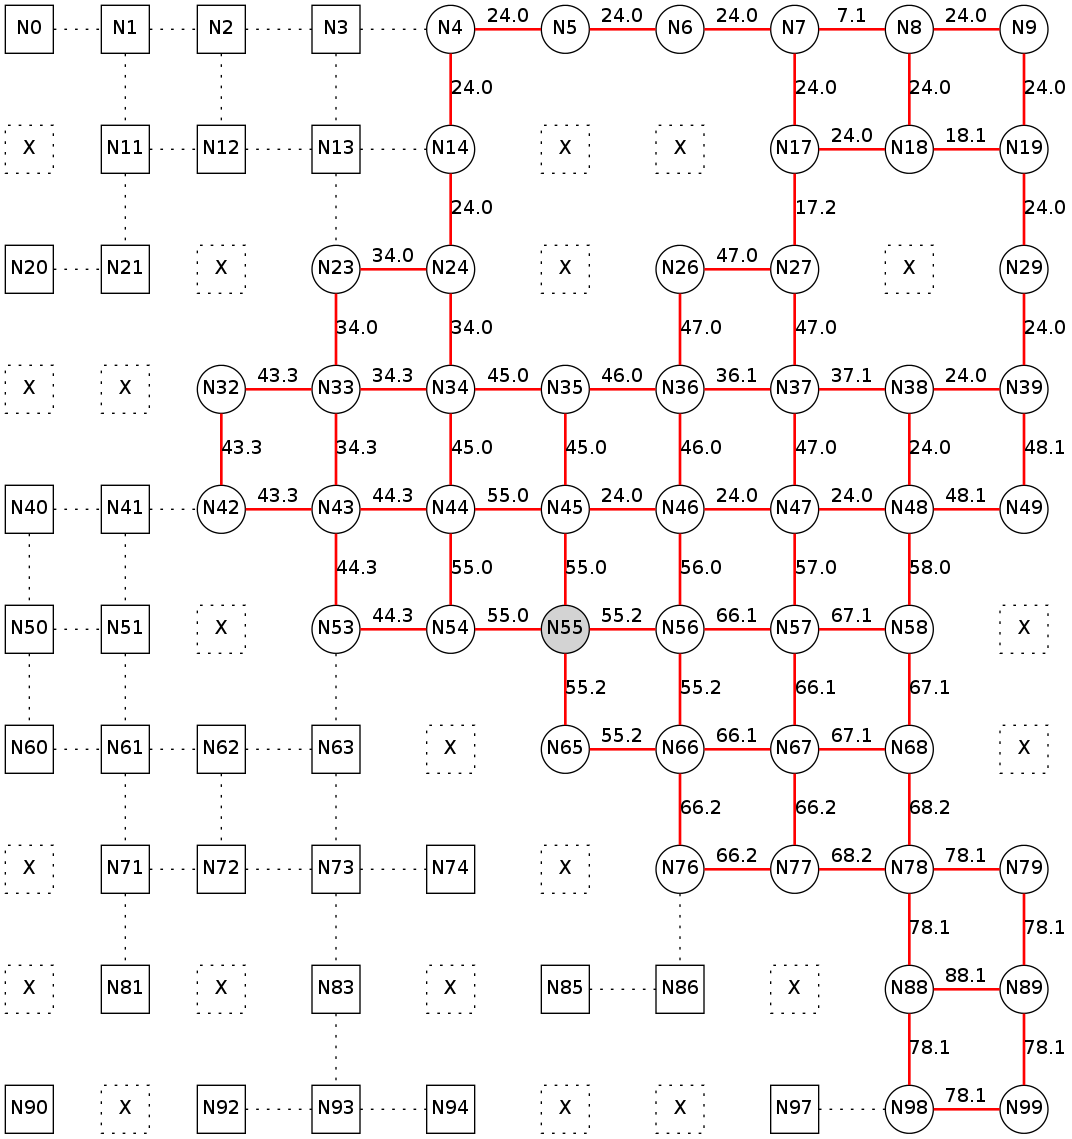 24.0 24.0 24.0 7.1 24.0
N0 N1 N2 N3 N4 N5 N6 N7 N8 N9
24.0 24.0 24.0 24.0
24.0 18.1
X N11 N12 N13 N14 X X N17 N18 N19
24.0 17.2 24.0
34.0 47.0
N20 N21 X N23 N24 X N26 N27 X N29
34.0 34.0 47.0 47.0 24.0
43.3 34.3 45.0 46.0 36.1 37.1 24.0
X X N32 N33 N34 N35 N36 N37 N38 N39
43.3 34.3 45.0 45.0 46.0 47.0 24.0 48.1
43.3 44.3 55.0 24.0 24.0 24.0 48.1
N40 N41 N42 N43 N44 N45 N46 N47 N48 N49
44.3 55.0 55.0 56.0 57.0 58.0
44.3 55.0 55.2 66.1 67.1
N50 N51 X N53 N54 N55 N56 N57 N58 X
55.2 55.2 66.1 67.1
55.2 66.1 67.1
N60 N61 N62 N63 X N65 N66 N67 N68 X
66.2 66.2 68.2
66.2 68.2 78.1
X N71 N72 N73 N74 X N76 N77 N78 N79
78.1 78.1
88.1
X N81 X N83 X N85 N86 X N88 N89
78.1 78.1
78.1
N90 X N92 N93 N94 X X N97 N98 N99